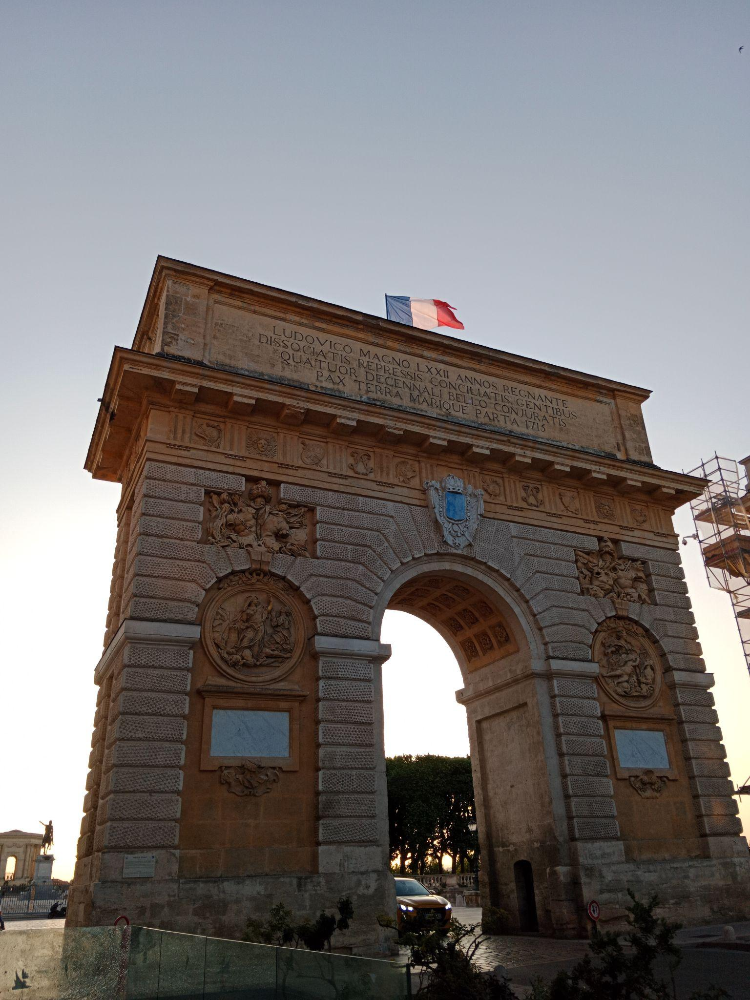 LUDOVICO MAGNO LXXII ANNOS REGNANTE
DISSOCIATIS REPRESSIS CONCILIATIS GENTIBUS
QUATUOR DECENNALI BELLO CONJURATIS
PAX TERRA MARIQUE PARTA 1715